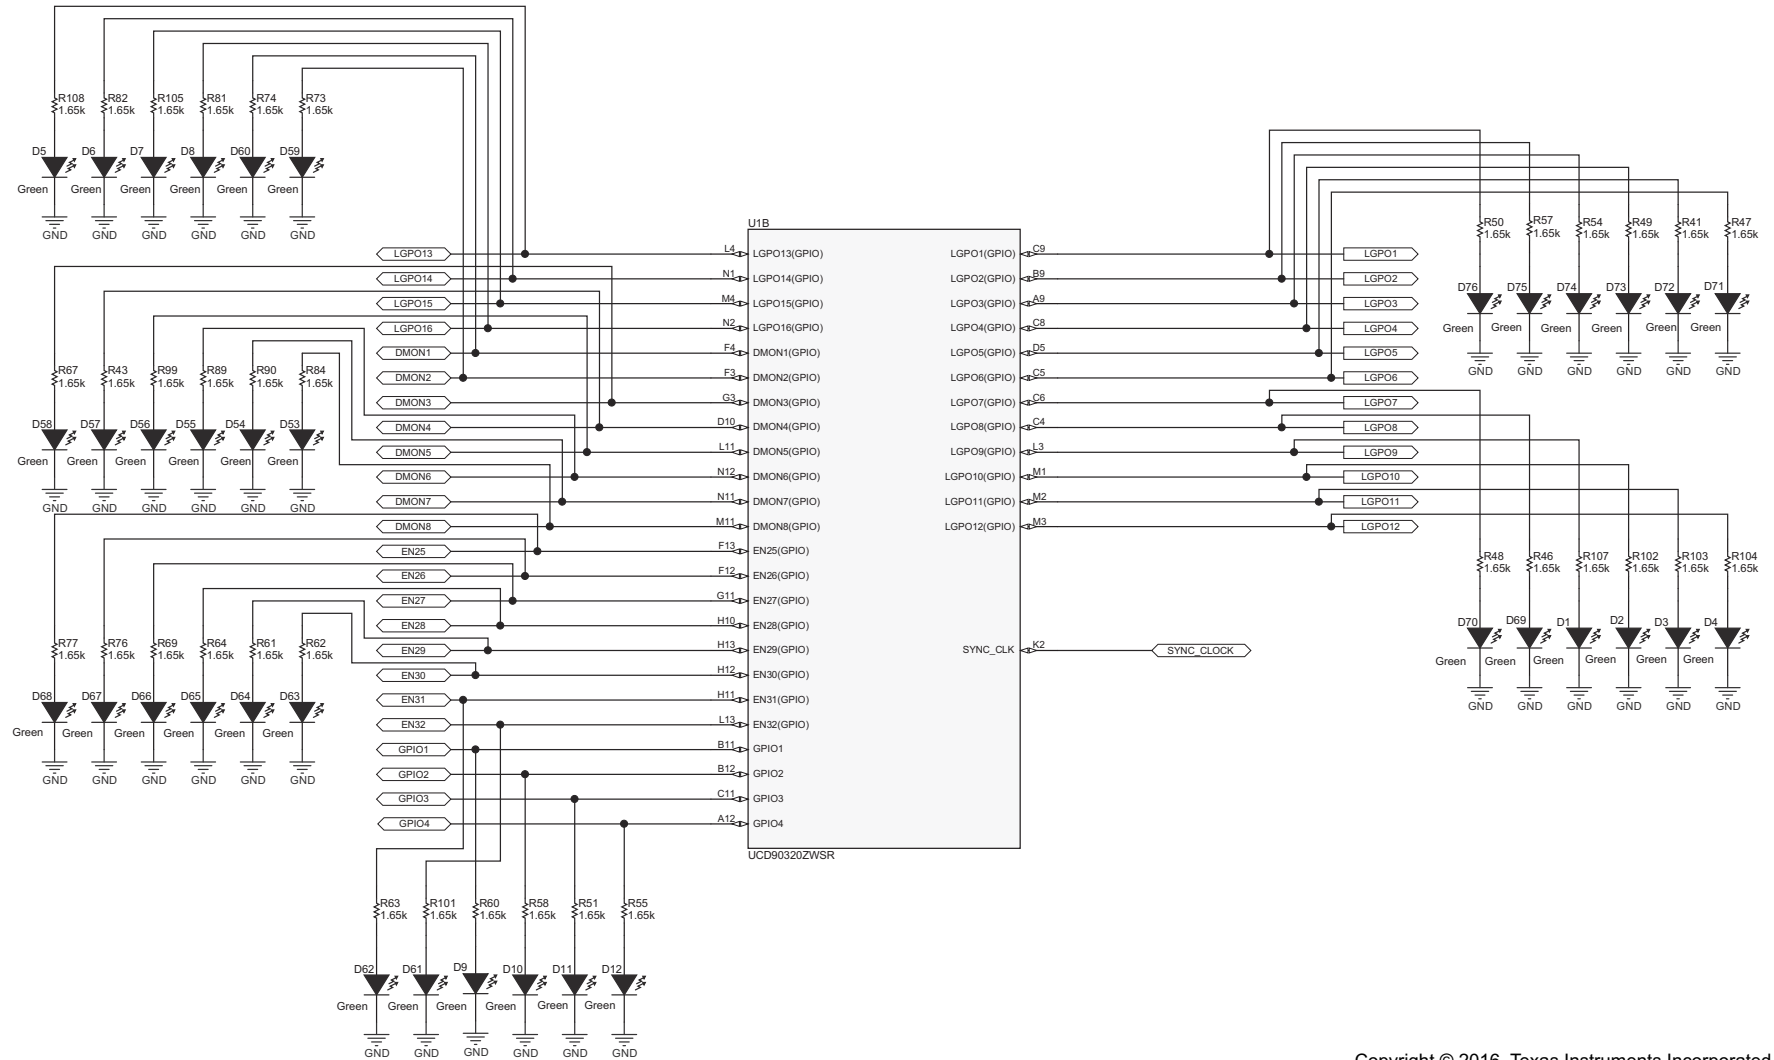 R108 R82 R105 R81 R74 R73
1.65k 1.65k 1.65k 1.65k 1.65k 1.65k
D5 D6 D7 D8 D60 D59
Green Green Green Green Green Green
GND GND GND GND GND GND
R67 R43 R99 R89 R90 R84
1.65k 1.65k 1.65k 1.65k 1.65k 1.65k
D58 D57 D56 D55 D54 D53
Green Green Green Green Green Green
GND GND GND GND GND GND
R77 R76 R69 R64 R61 R62
1.65k 1.65k 1.65k 1.65k 1.65k 1.65k
D68 D67 D66 D65 D64 D63
Green Green Green Green Green Green
GND GND GND GND GND GND
U1B
LGPO13 L4 LGPO13(GPIO) LGPO1(GPIO) C9 LGPO1
LGPO14 N1 LGPO14(GPIO) LGPO2(GPIO) B9 LGPO2
LGPO15 M4 LGPO15(GPIO) LGPO3(GPIO) A9 LGPO3
LGPO16 N2 LGPO16(GPIO) LGPO4(GPIO) C8 LGPO4
DMON1 F4 DMON1(GPIO) LGPO5(GPIO) D5 LGPO5
DMON2 F3 DMON2(GPIO) LGPO6(GPIO) C5 LGPO6
DMON3 G3 DMON3(GPIO) LGPO7(GPIO) C6 LGPO7
DMON4 D10 DMON4(GPIO) LGPO8(GPIO) C4 LGPO8
DMON5 L11 DMON5(GPIO) LGPO9(GPIO) L3 LGPO9
DMON6 N12 DMON6(GPIO) LGPO10(GPIO) M1 LGPO10
DMON7 N11 DMON7(GPIO) LGPO11(GPIO) M2 LGPO11
DMON8 M11 DMON8(GPIO) LGPO12(GPIO) M3 LGPO12
EN25 F13 EN25(GPIO)
EN26 F12 EN26(GPIO)
EN27 G11 EN27(GPIO)
EN28 H10 EN28(GPIO)
EN29 H13 EN29(GPIO) SYNC_CLK K2 SYNC_CLOCK
EN30 H12 EN30(GPIO)
EN31 H11 EN31(GPIO)
EN32 L13 EN32(GPIO)
GPIO1 B11 GPIO1
GPIO2 B12 GPIO2
GPIO3 C11 GPIO3
GPIO4 A12 GPIO4
UCD90320ZWSR
R50 R57 R54 R49 R41 R47
1.65k 1.65k 1.65k 1.65k 1.65k 1.65k
D76 D75 D74 D73 D72 D71
Green Green Green Green Green Green
GND GND GND GND GND GND
R48 R46 R107 R102 R103 R104
1.65k 1.65k 1.65k 1.65k 1.65k 1.65k
D70 D69 D1 D2 D3 D4
Green Green Green Green Green Green
GND GND GND GND GND GND
R63 R101 R60 R58 R51 R55
1.65k 1.65k 1.65k 1.65k 1.65k 1.65k
D62 D61 D9 D10 D11 D12
Green Green Green Green Green Green
GND GND GND GND GND GND
Copyright © 2016, Texas Instruments Incorporated